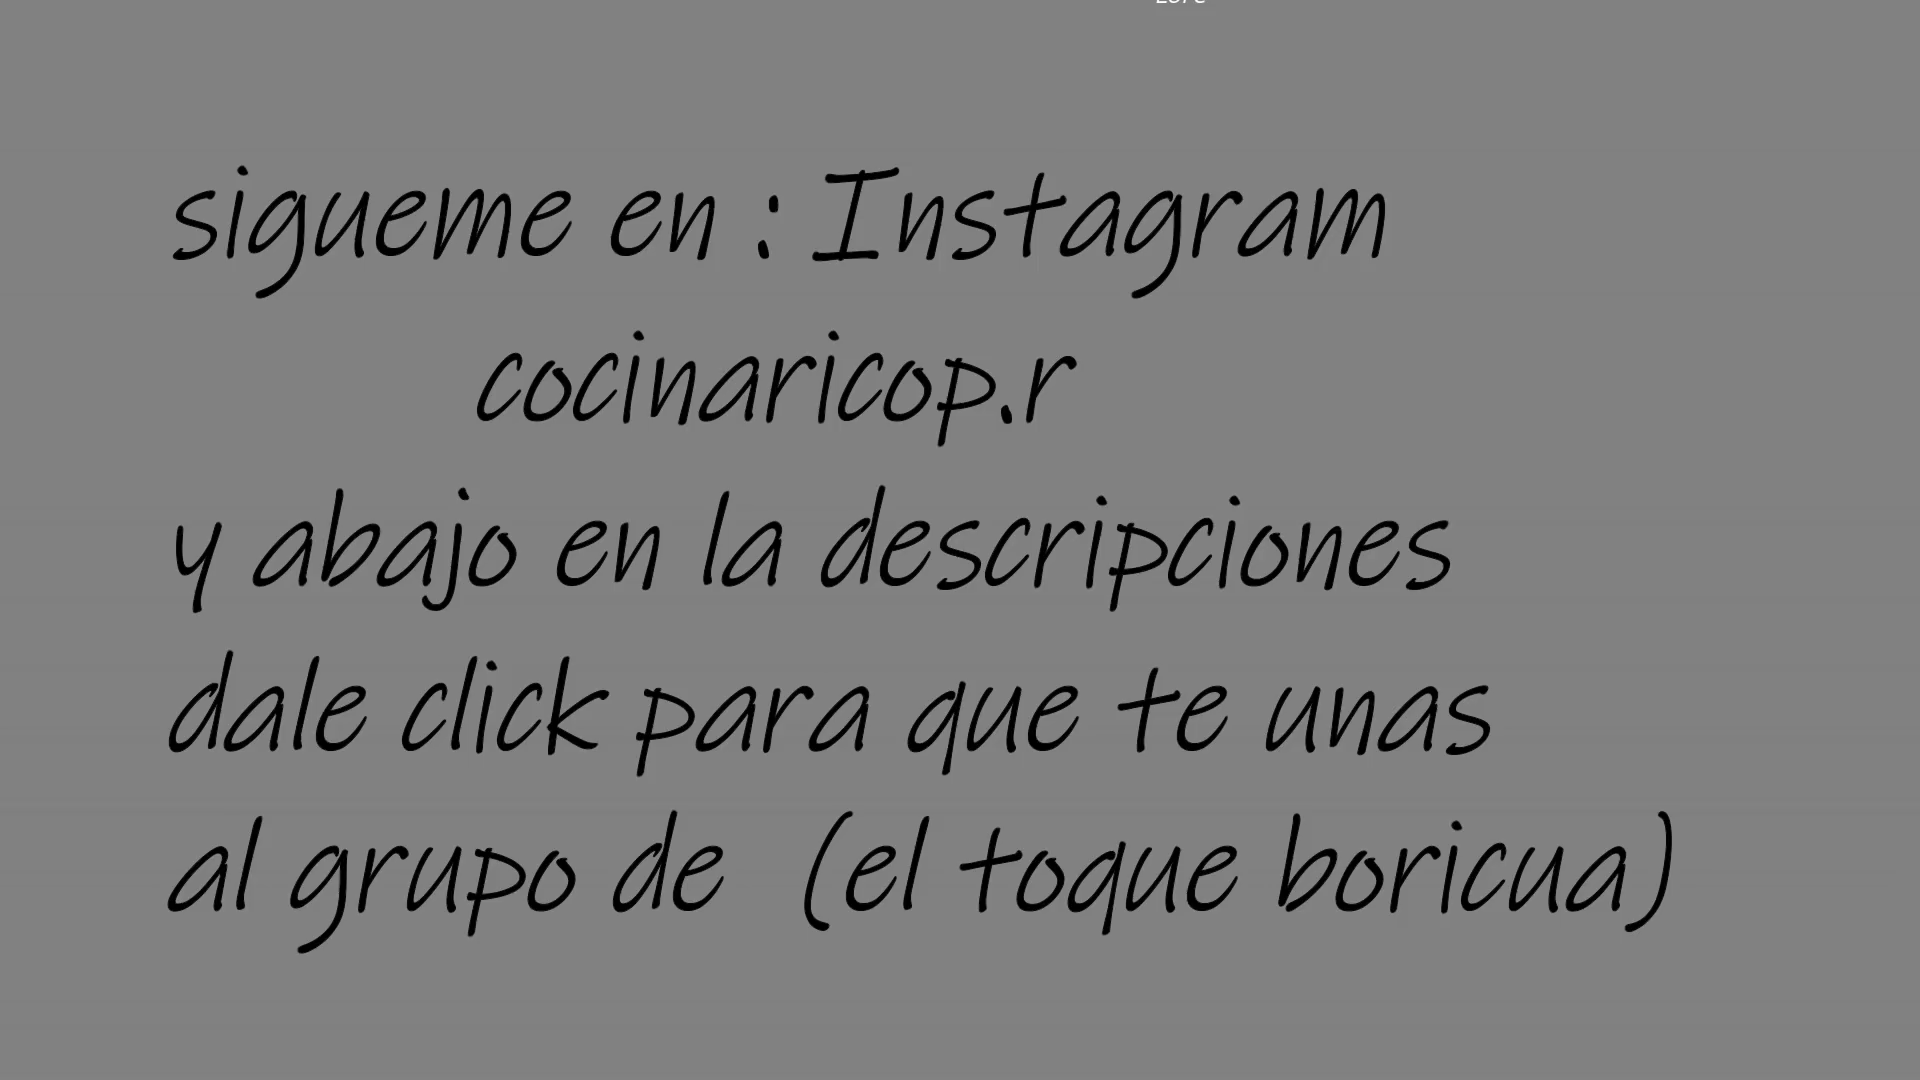 sigueme en : Instagram
cocinaricop.r
y abajo en la descripciones
dale click para que te unas
al grupo de (el toque boricua)